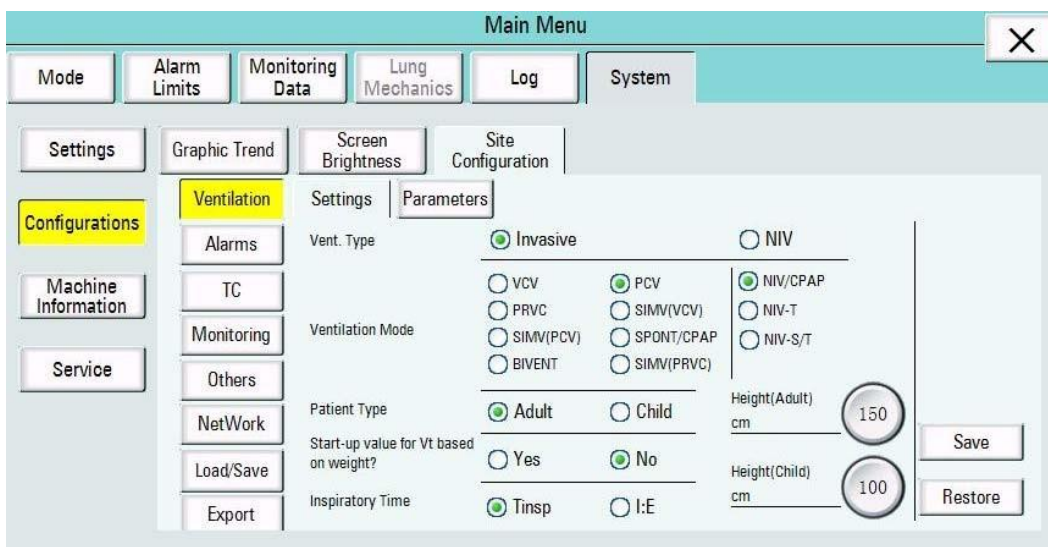 Main Menu
X
Mode
Alarm
Limits
Monitoring
Data
Lung
Mechanics
Log
System
Settings
Graphic Trend
Screen
Brightness
Site
Configuration
Configurations
Machine
Information
Service
Ventilation
Alarms
TC
Monitoring
Others
NetWork
Load/Save
Export
Settings
Parameters
Vent. Type
Invasive
NIV
Ventilation Mode
VCV
PCV
PRVC
SIMV(VCV)
SIMV(PCV)
SPONT/CPAP
BIVENT
SIMV(PRVC)
NIV/CPAP
NIV-T
NIV-S/T
Patient Type
Adult
Child
Height(Adult)
cm
150
Start-up value for Vt based
on weight?
Yes
No
Height(Child)
cm
100
Inspiratory Time
Tinsp
I:E
Save
Restore